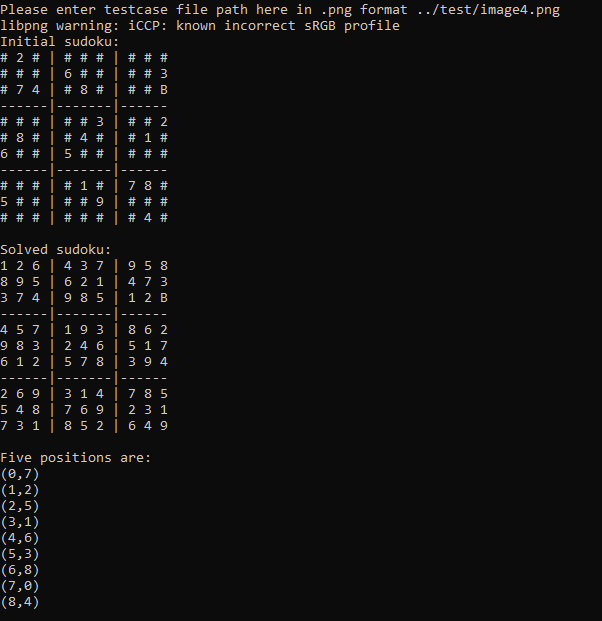 Please enter testcase file path here in .png format ../test/image4.png
libpng warning: iCCP: known incorrect sRGB profile
Initial sudoku:
# 2 # | # # # | # # #
# # # | 6 # # | # # 3
# 7 4 | # 8 # | # # B
------|-------|------
# # # | # # 3 | # # 2
# 8 # | # 4 # | # 1 #
6 # # | 5 # # | # # #
------|-------|------
# # # | # 1 # | 7 8 #
5 # # | # # 9 | # # #
# # # | # # # | # 4 #
Solved sudoku:
1 2 6 | 4 3 7 | 9 5 8
8 9 5 | 6 2 1 | 4 7 3
3 7 4 | 9 8 5 | 1 2 B
------|-------|------
4 5 7 | 1 9 3 | 8 6 2
9 8 3 | 2 4 6 | 5 1 7
6 1 2 | 5 7 8 | 3 9 4
------|-------|------
2 6 9 | 3 1 4 | 7 8 5
5 4 8 | 7 6 9 | 2 3 1
7 3 1 | 8 5 2 | 6 4 9
Five positions are:
(0,7)
(1,2)
(2,5)
(3,1)
(4,6)
(5,3)
(6,8)
(7,0)
(8,4)